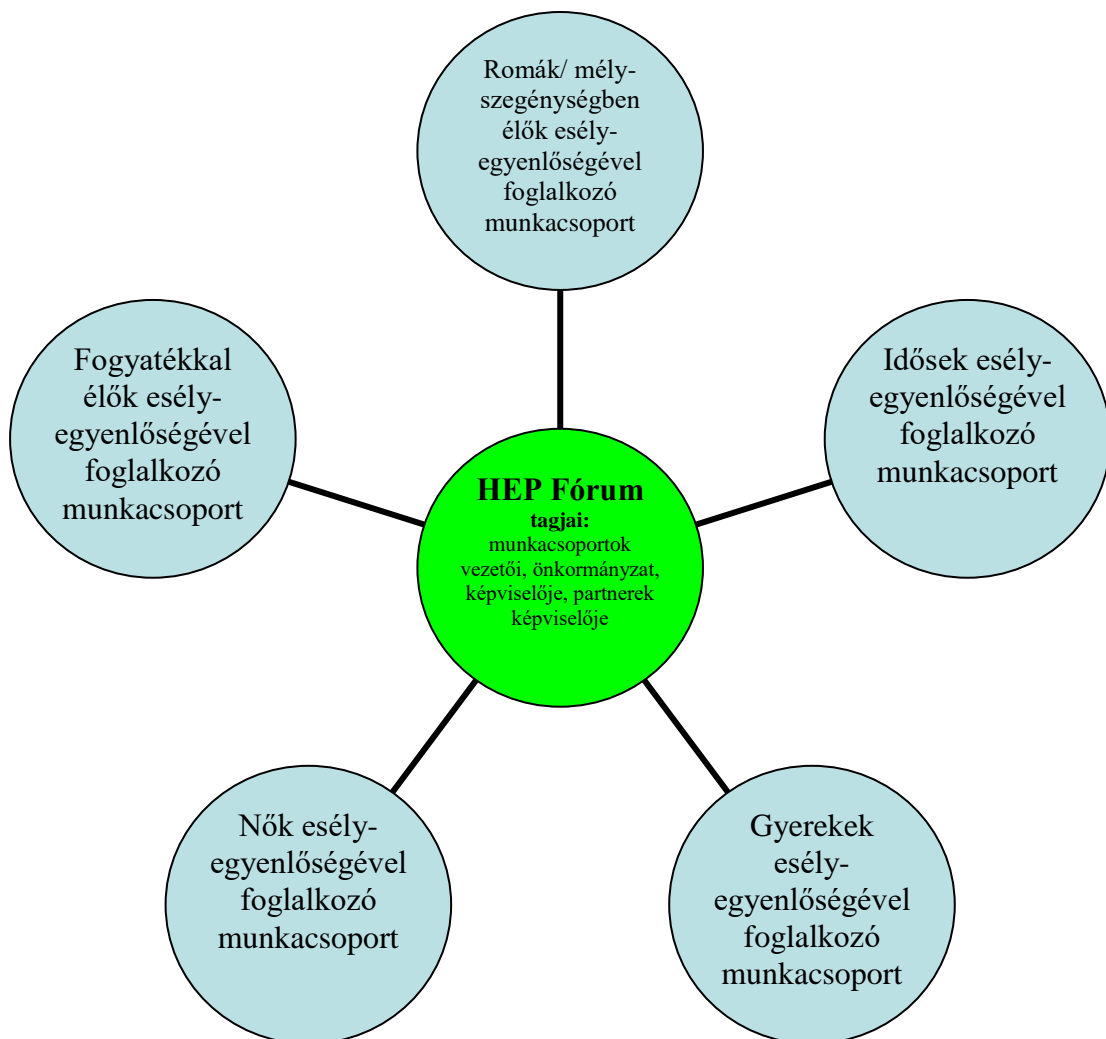 Romák/ mély-
szegénységben
élők esély-
egyenlőségével
foglalkozó
munkacsoport
Fogyatékkal
élők esély-
egyenlőségével
foglalkozó
munkacsoport
Idősek esély-
egyenlőségével
foglalkozó
munkacsoport
HEP Fórum
tagjai:
munkacsoportok
vezetői, önkormányzat,
képviselője, partnerek
képviselője
Nők esély-
egyenlőségével
foglalkozó
munkacsoport
Gyerekek
esély-
egyenlőségével
foglalkozó
munkacsoport